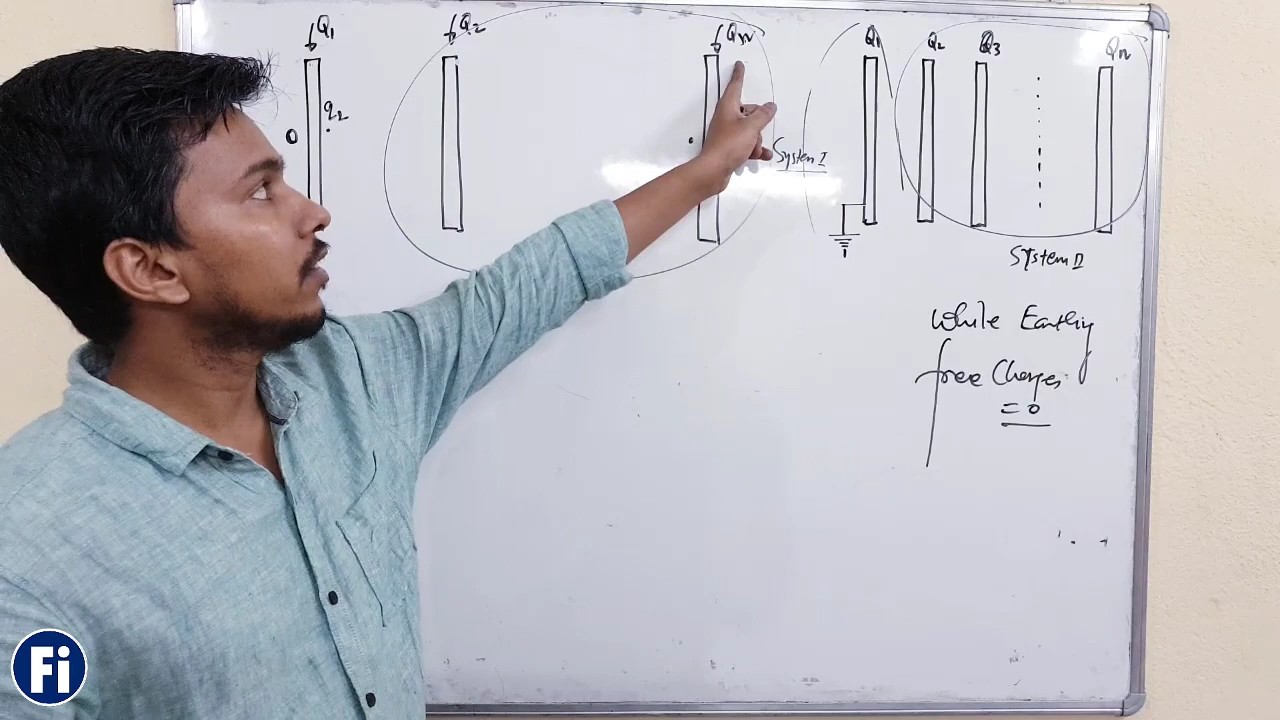 Q1 Q2 Qn Q1 Q2 Q3 Qn
q2
0
System I
System II
While Earthing
free Charges
= 0
Fi